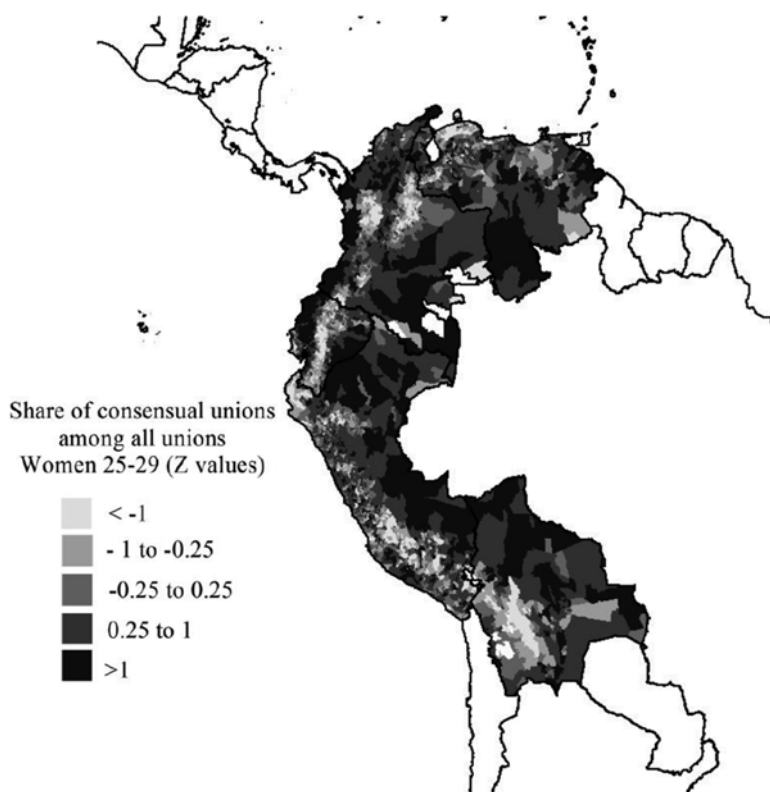 Share of consensual unions
among all unions
Women 25-29 (Z values)
< -1
- 1 to -0.25
-0.25 to 0.25
0.25 to 1
>1